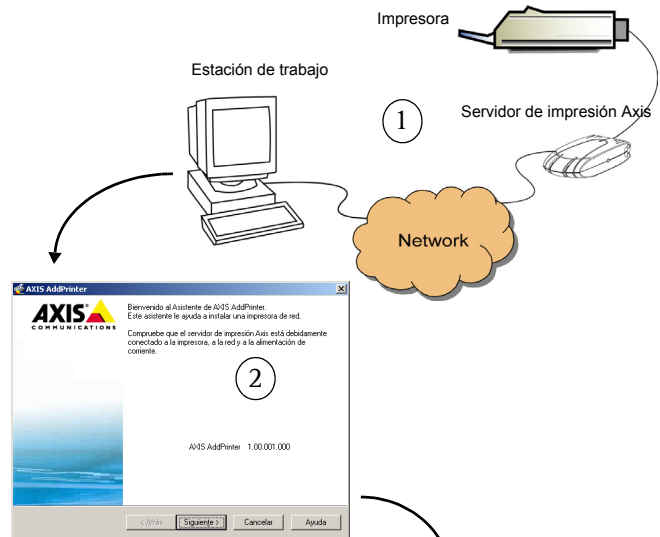 Impresora
Estación de trabajo
1
Servidor de impresión Axis
Network
AXIS AddPrinter
AXIS
COMMUNICATIONS
Bienvenido al Asistente de AXIS AddPrinter.
Este asistente le ayuda a instalar una impresora de red.
Compruebe que el servidor de impresión Axis está debidamente
conectado a la impresora, a la red y a la alimentación de
corriente.
2
AXIS AddPrinter 1.00.001.000
< Atrás
Siguiente >
Cancelar
Ayuda